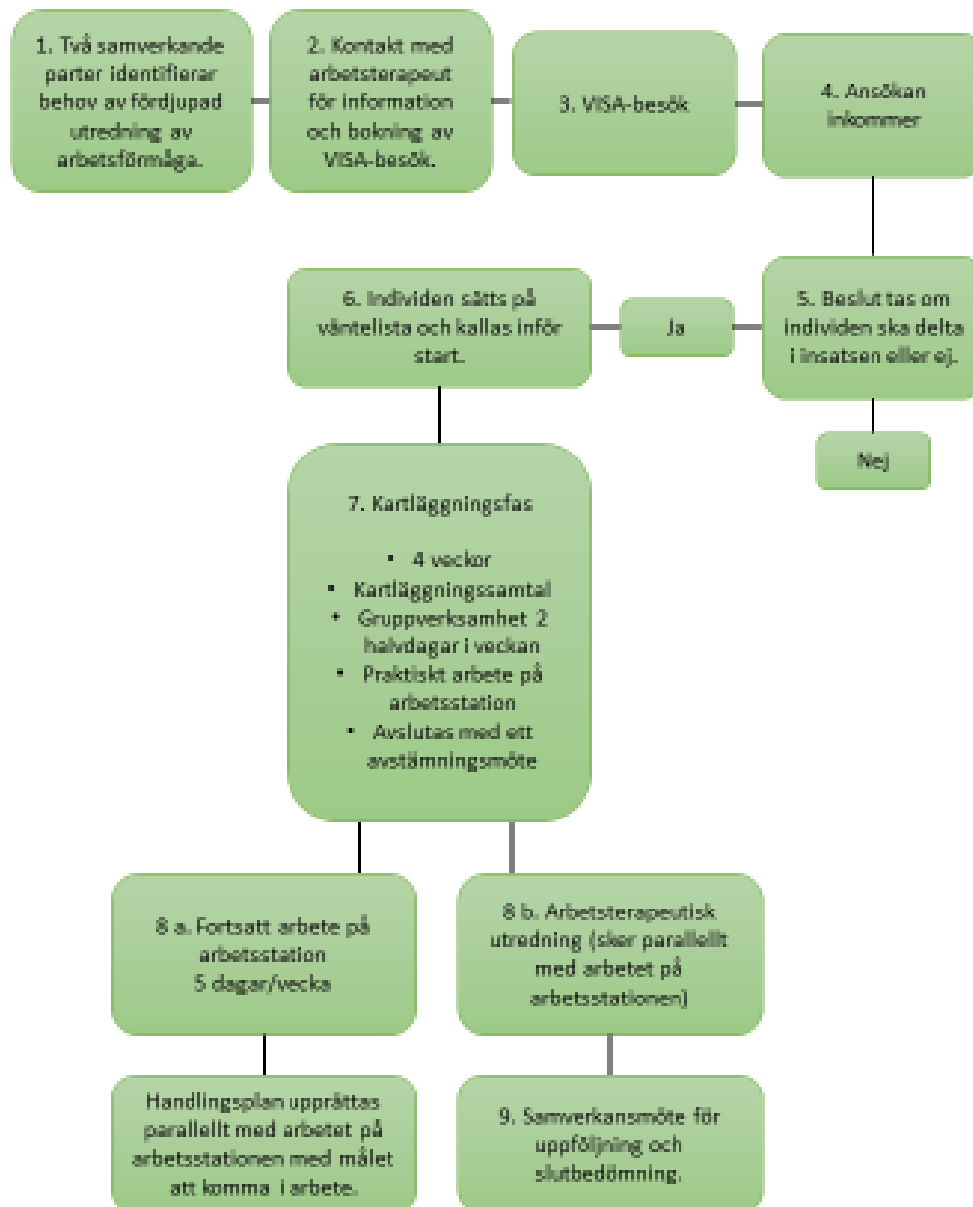 1. Två samverkande
parter identifierar
behov av fördjupad
utredning av
arbetsförmåga.
2. Kontakt med
arbetsterapeut
för information
och bokning av
VISA-besök.
3. VISA-besök
4. Ansökan
inkommer
5. Beslut tas om
individen ska delta
i insatsen eller ej.
Ja
Nej
6. Individen sätts på
väntelista och kallas inför
start.
7. Kartläggningsfas
• 4 veckor
• Kartläggningssamtal
• Gruppverksamhet 2
halvdagar i veckan
• Praktiskt arbete på
arbetsstation
• Avslutas med ett
avstämningsmöte
8 a. Fortsatt arbete på
arbetsstation
5 dagar/vecka
8 b. Arbetsterapeutisk
utredning (sker parallellt
med arbetet på
arbetsstationen)
Handlingsplan upprättas
parallellt med arbetet på
arbetsstationen med målet
att komma i arbete.
9. Samverkansmöte för
uppföljning och
slutbedömning.